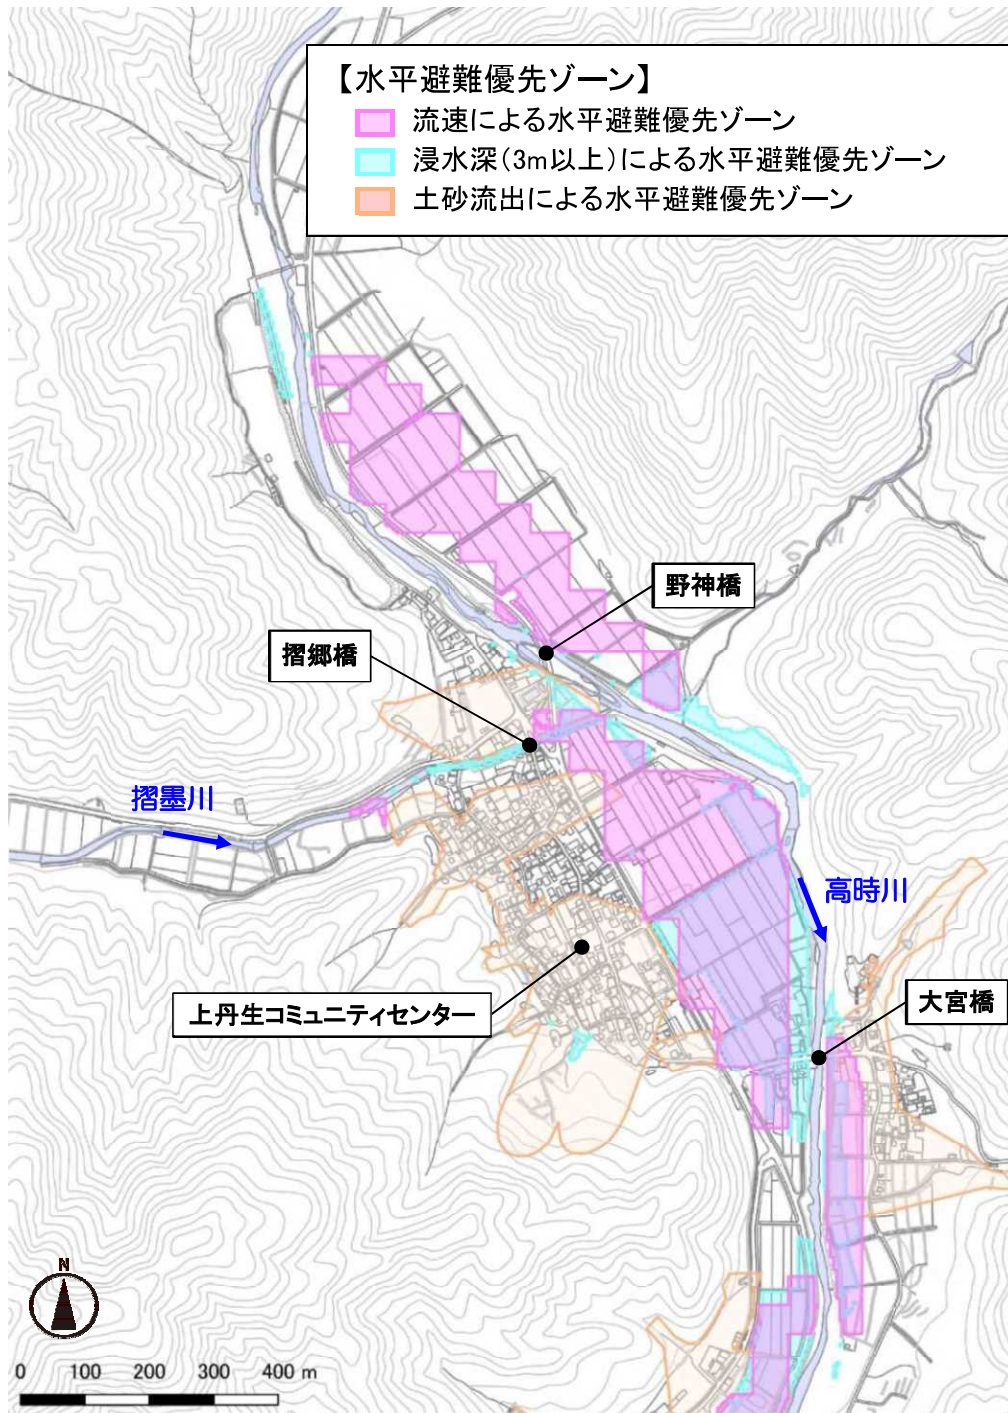 【水平避難優先ゾーン】
流速による水平避難優先ゾーン
浸水深（3m以上）による水平避難優先ゾーン
土砂流出による水平避難優先ゾーン
野神橋
摺郷橋
摺墨川
高時川
大宮橋
上丹生コミュニティセンター
N
0 100 200 300 400 m